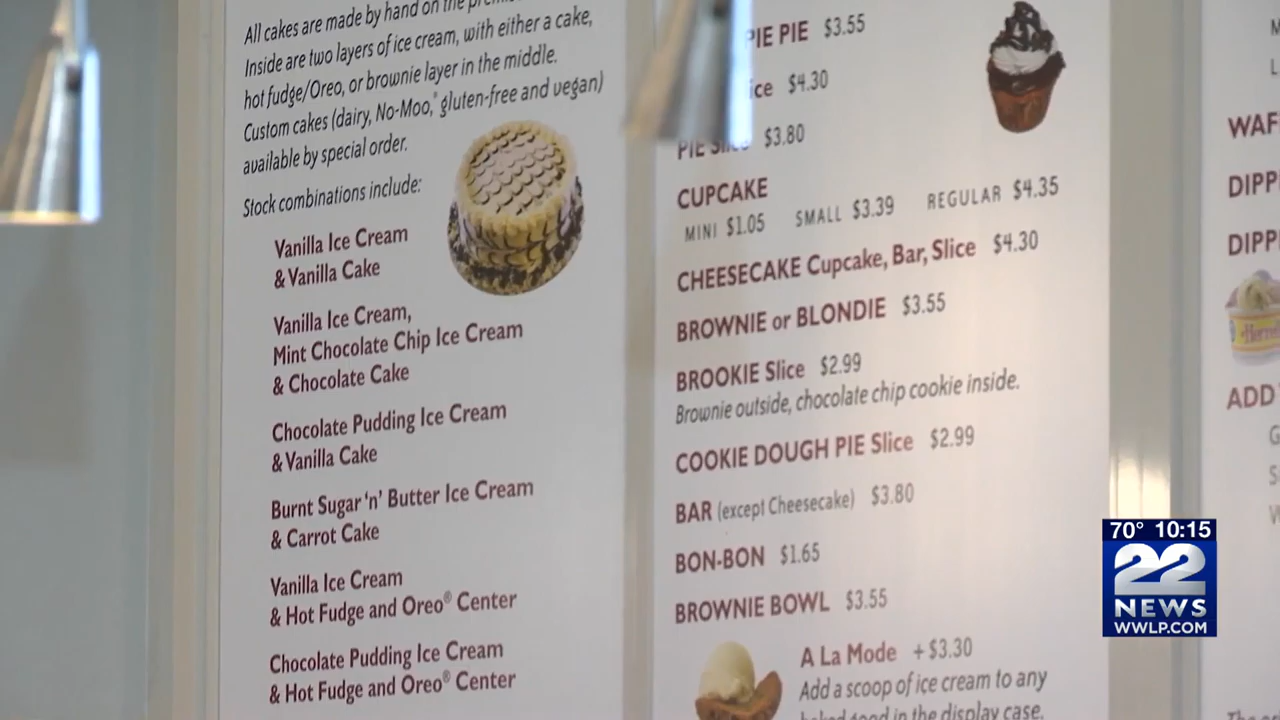 All cakes are made by hand on the
Inside are two layers of ice cream, with either a cake,
hot fudge/Oreo, or brownie layer in the middle.
Custom cakes (dairy, No-Moo,® gluten-free and vegan)
available by special order.
Stock combinations include:
Vanilla Ice Cream
& Vanilla Cake
Vanilla Ice Cream,
Mint Chocolate Chip Ice Cream
& Chocolate Cake
Chocolate Pudding Ice Cream
& Vanilla Cake
Burnt Sugar 'n' Butter Ice Cream
& Carrot Cake
Vanilla Ice Cream
& Hot Fudge and Oreo® Center
Chocolate Pudding Ice Cream
& Hot Fudge and Oreo® Center
PIE $3.55
$4.30
PIE $3.80
CUPCAKE
MINI $1.05 SMALL $3.39 REGULAR $4.35
CHEESECAKE Cupcake, Bar, Slice $4.30
BROWNIE or BLONDIE $3.55
BROOKIE Slice $2.99
Brownie outside, chocolate chip cookie inside.
COOKIE DOUGH PIE Slice $2.99
BAR (except Cheesecake) $3.80
BON-BON $1.65
BROWNIE BOWL $3.55
A La Mode + $3.30
Add a scoop of ice cream to any
baked food in the display case.
WAF
DIPP
DIPP
ADD
70° 10:15
22
NEWS
WWLP.COM